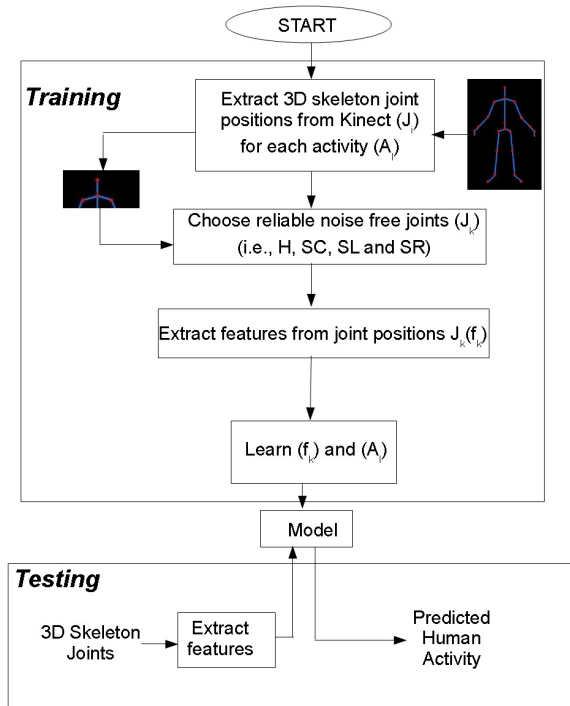 START
Training
Extract 3D skeleton joint
positions from Kinect (J_i)
for each activity (A_l)
Choose reliable noise free joints (J_k)
(i.e., H, SC, SL and SR)
Extract features from joint positions J_k(f_k)
Learn (f_k) and (A_l)
Model
Testing
3D Skeleton
Joints
Extract
features
Predicted
Human
Activity